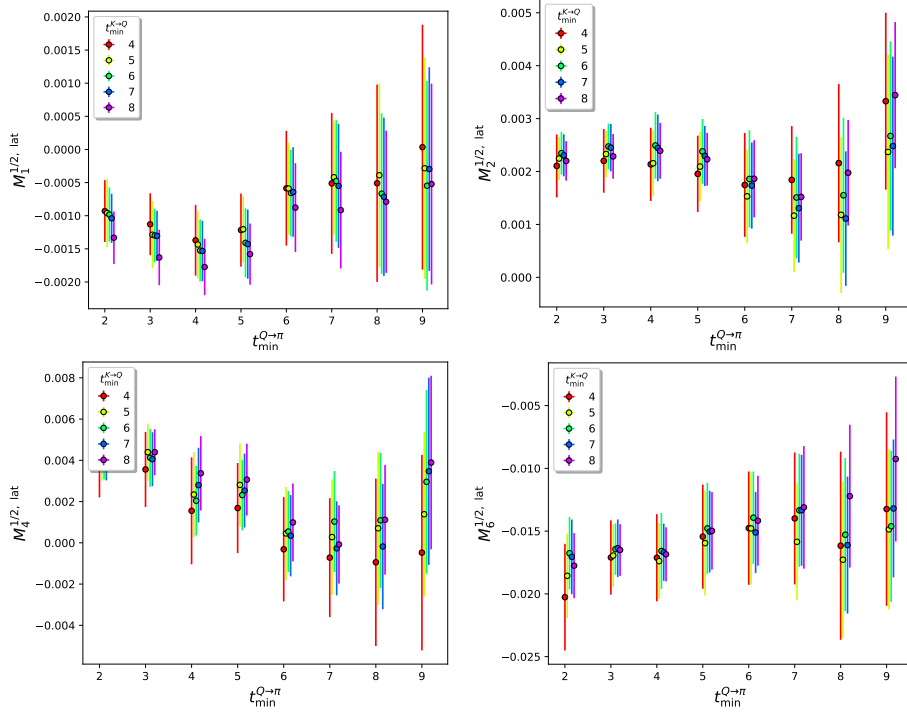 0.0020
0.0015
0.0010
0.0005
0.0000
−0.0005
−0.0010
−0.0015
−0.0020
M_1^{1/2, lat}
t_min^{K→Q}
4
5
6
7
8
2 3 4 5 6 7 8 9
t_min^{Q→π}
0.005
0.004
0.003
0.002
0.001
0.000
M_2^{1/2, lat}
t_min^{K→Q}
4
5
6
7
8
2 3 4 5 6 7 8 9
t_min^{Q→π}
0.008
0.006
0.004
0.002
0.000
−0.002
−0.004
M_4^{1/2, lat}
t_min^{K→Q}
4
5
6
7
8
2 3 4 5 6 7 8 9
t_min^{Q→π}
−0.005
−0.010
−0.015
−0.020
−0.025
M_6^{1/2, lat}
t_min^{K→Q}
4
5
6
7
8
2 3 4 5 6 7 8 9
t_min^{Q→π}